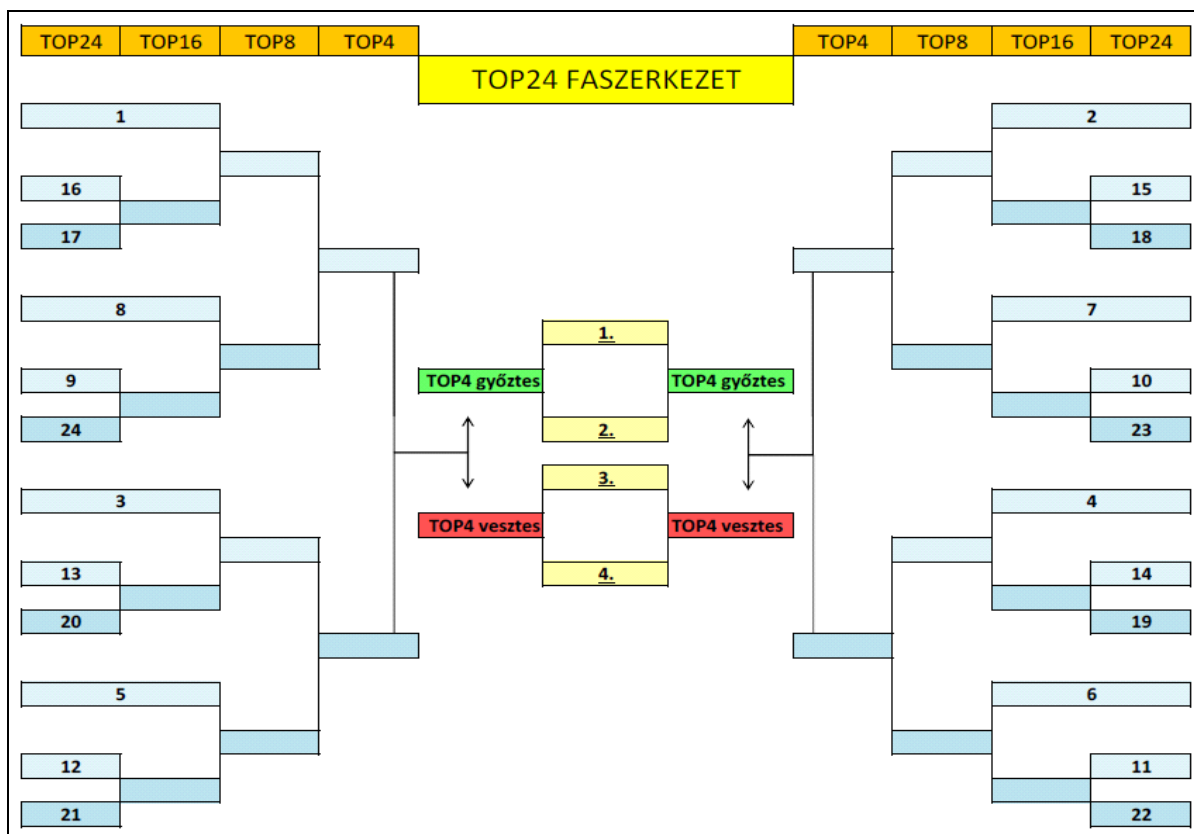 TOP24 TOP16 TOP8 TOP4 TOP4 TOP8 TOP16 TOP24
TOP24 FASZERKEZET
1 2
16 15
17 18
8 7
1.
9 TOP4 győztes TOP4 győztes 10
24 2. 23
3.
3 4
TOP4 vesztes TOP4 vesztes
13 4. 14
20 19
5 6
12 11
21 22